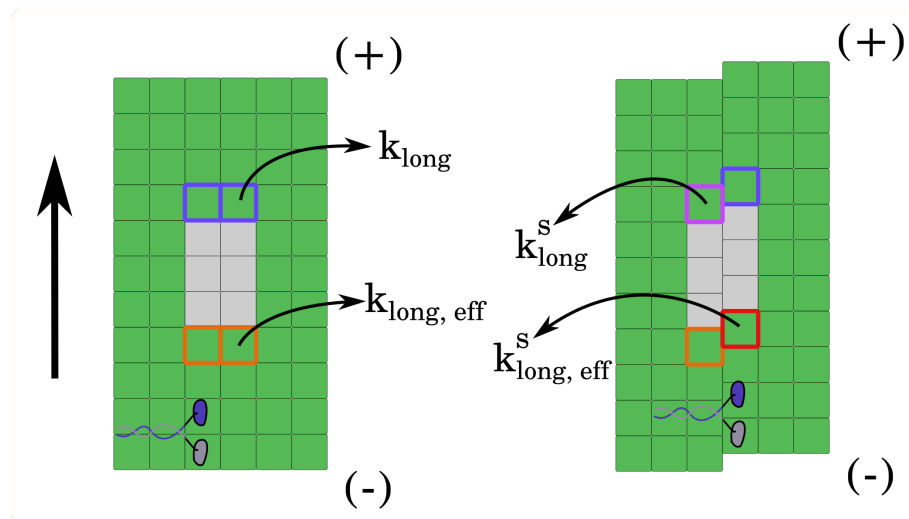 (+)
k_long
k_long, eff
(-)
(+)
k^s_long
k^s_long, eff
(-)